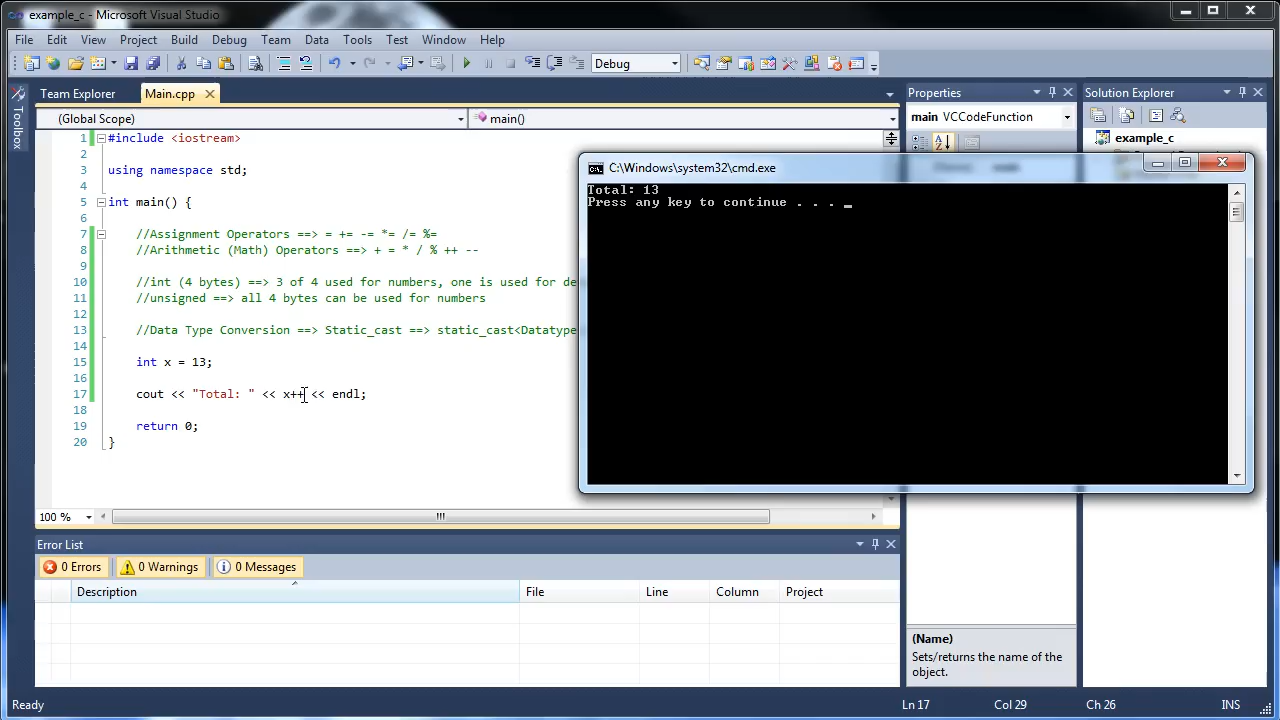 example_c - Microsoft Visual Studio
File Edit View Project Build Debug Team Data Tools Test Window Help
Debug
Team Explorer Main.cpp Properties Solution Explorer
Toolbox
(Global Scope) main() main VCCodeFunction
example_c
1 #include <iostream>
2
3 using namespace std;
4
5 int main() {
6
7 //Assignment Operators ==> = += -= *= /= %=
8 //Arithmetic (Math) Operators ==> + = * / % ++ --
9
10 //int (4 bytes) ==> 3 of 4 used for numbers, one is used for de
11 //unsigned ==> all 4 bytes can be used for numbers
12
13 //Data Type Conversion ==> Static_cast ==> static_cast<Datatype
14
15 int x = 13;
16
17 cout << "Total: " << x++ << endl;
18
19 return 0;
20 }
C:\Windows\system32\cmd.exe
Total: 13
Press any key to continue . . . _
100 %
Error List
0 Errors 0 Warnings 0 Messages
Description File Line Column Project
(Name)
Sets/returns the name of the
object.
Ready Ln 17 Col 29 Ch 26 INS